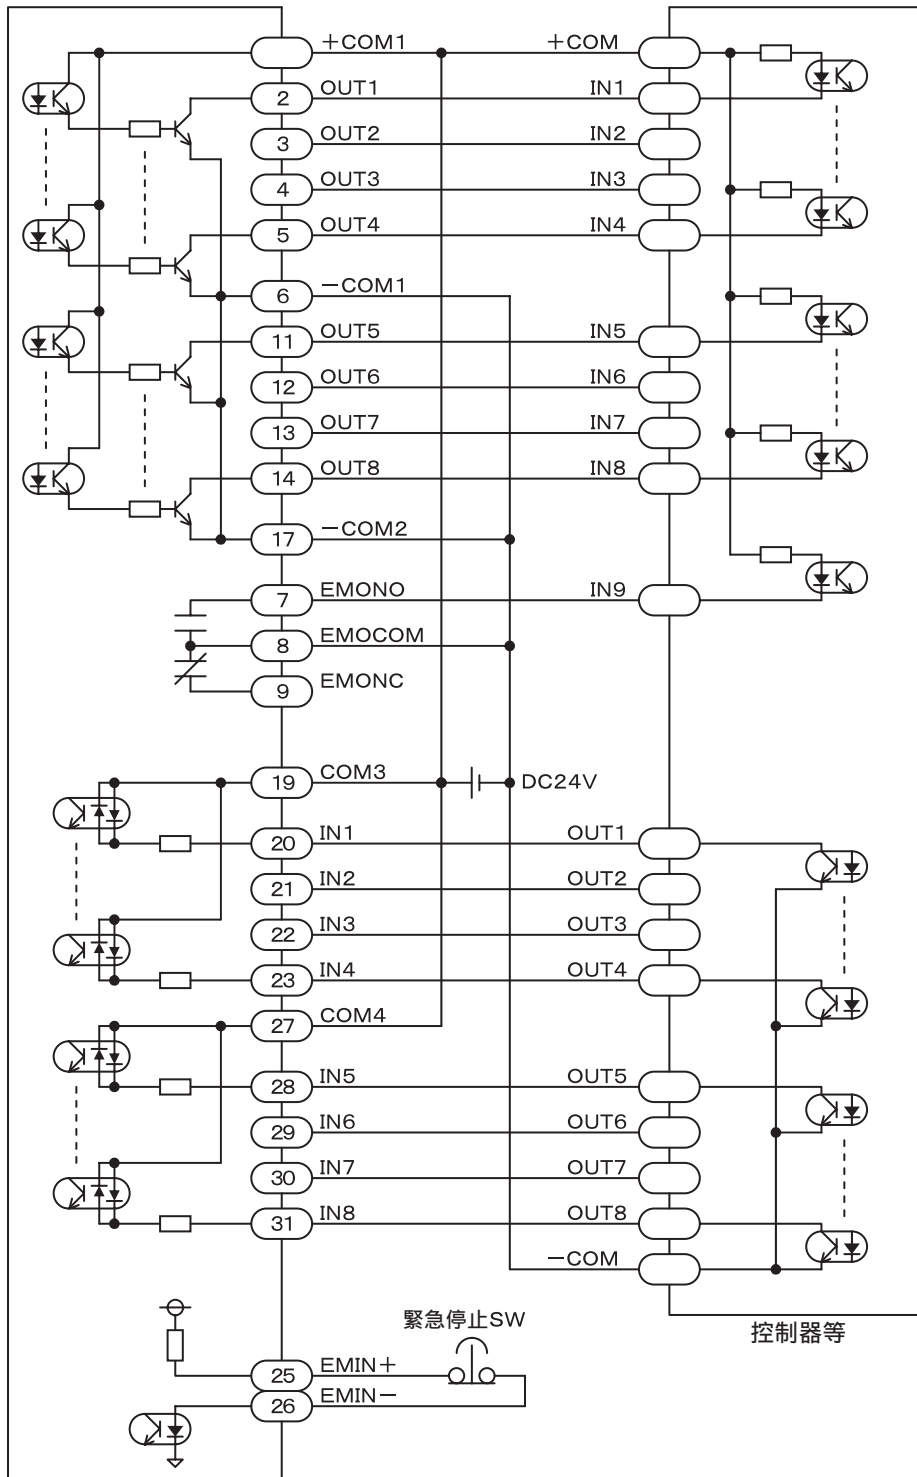 +COM1 +COM
2 OUT1 IN1
3 OUT2 IN2
4 OUT3 IN3
5 OUT4 IN4
6 −COM1
11 OUT5 IN5
12 OUT6 IN6
13 OUT7 IN7
14 OUT8 IN8
17 −COM2
7 EMONO IN9
8 EMOCOM
9 EMONC
19 COM3 DC24V
20 IN1 OUT1
21 IN2 OUT2
22 IN3 OUT3
23 IN4 OUT4
27 COM4
28 IN5 OUT5
29 IN6 OUT6
30 IN7 OUT7
31 IN8 OUT8
−COM
緊急停止SW
控制器等
25 EMIN+
26 EMIN−